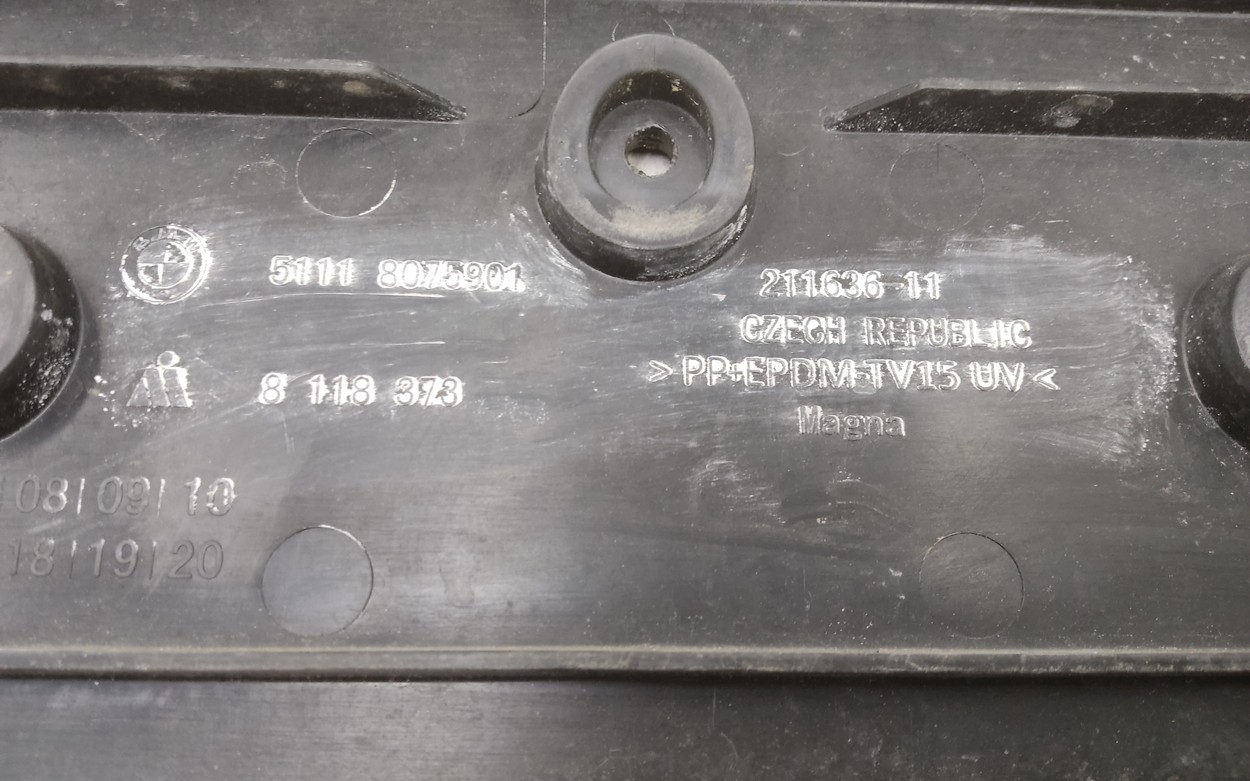 BMW
5111 8075901
8 118 373
08|09|10
18|19|20
211636-11
CZECH REPUBLIC
>PP+EPDM-TV15 UV<
Magna